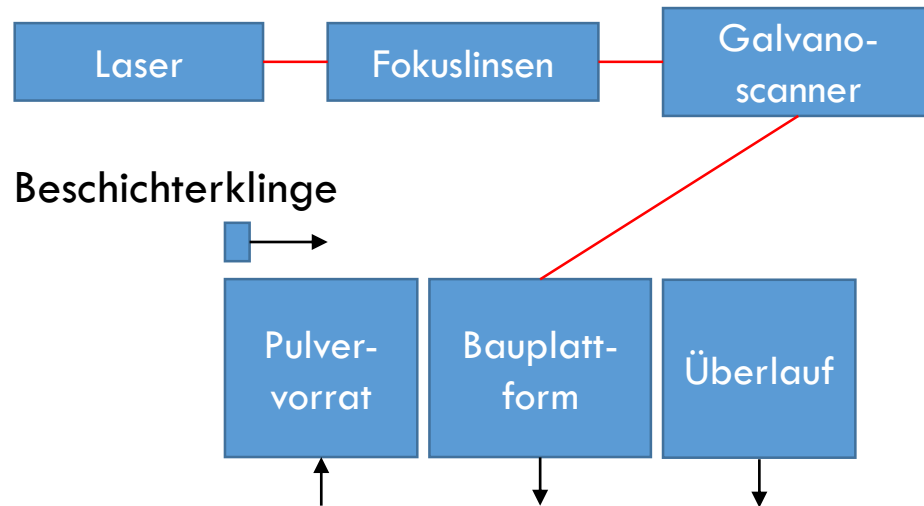 Laser
Fokuslinsen
Galvano-
scanner
Beschichterklinge
Pulver-
vorrat
Bauplatt-
form
Überlauf